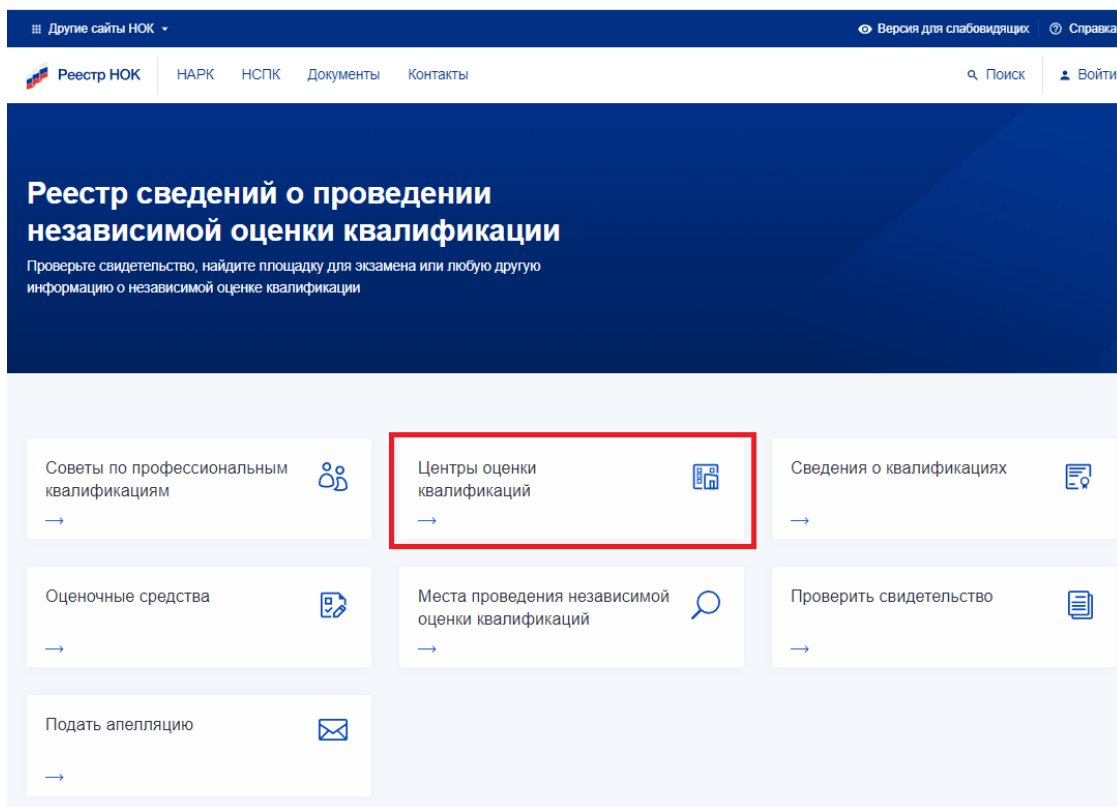 Другие сайты НОК
Версия для слабовидящих
Справка
Реестр НОК
НАРК
НСПК
Документы
Контакты
Поиск
Войти
Реестр сведений о проведении
независимой оценки квалификации
Проверьте свидетельство, найдите площадку для экзамена или любую другую
информацию о независимой оценке квалификации
Советы по профессиональным
квалификациям
Центры оценки
квалификаций
Сведения о квалификациях
Оценочные средства
Места проведения независимой
оценки квалификаций
Проверить свидетельство
Подать апелляцию